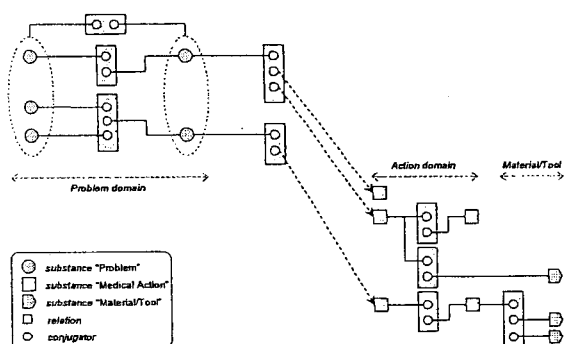 Action domain
Material/Tool
Problem domain
substance "Problem"
substance "Medical Action"
substance "Material/Tool"
relation
conjugator